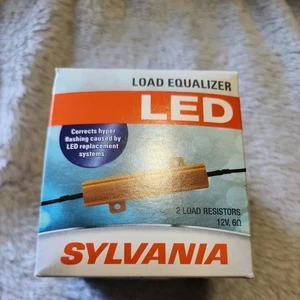 LOAD EQUALIZER
LED
Corrects hyper
flashing caused by
LED replacement
systems.
2 LOAD RESISTORS
12V, 6Ω
SYLVANIA